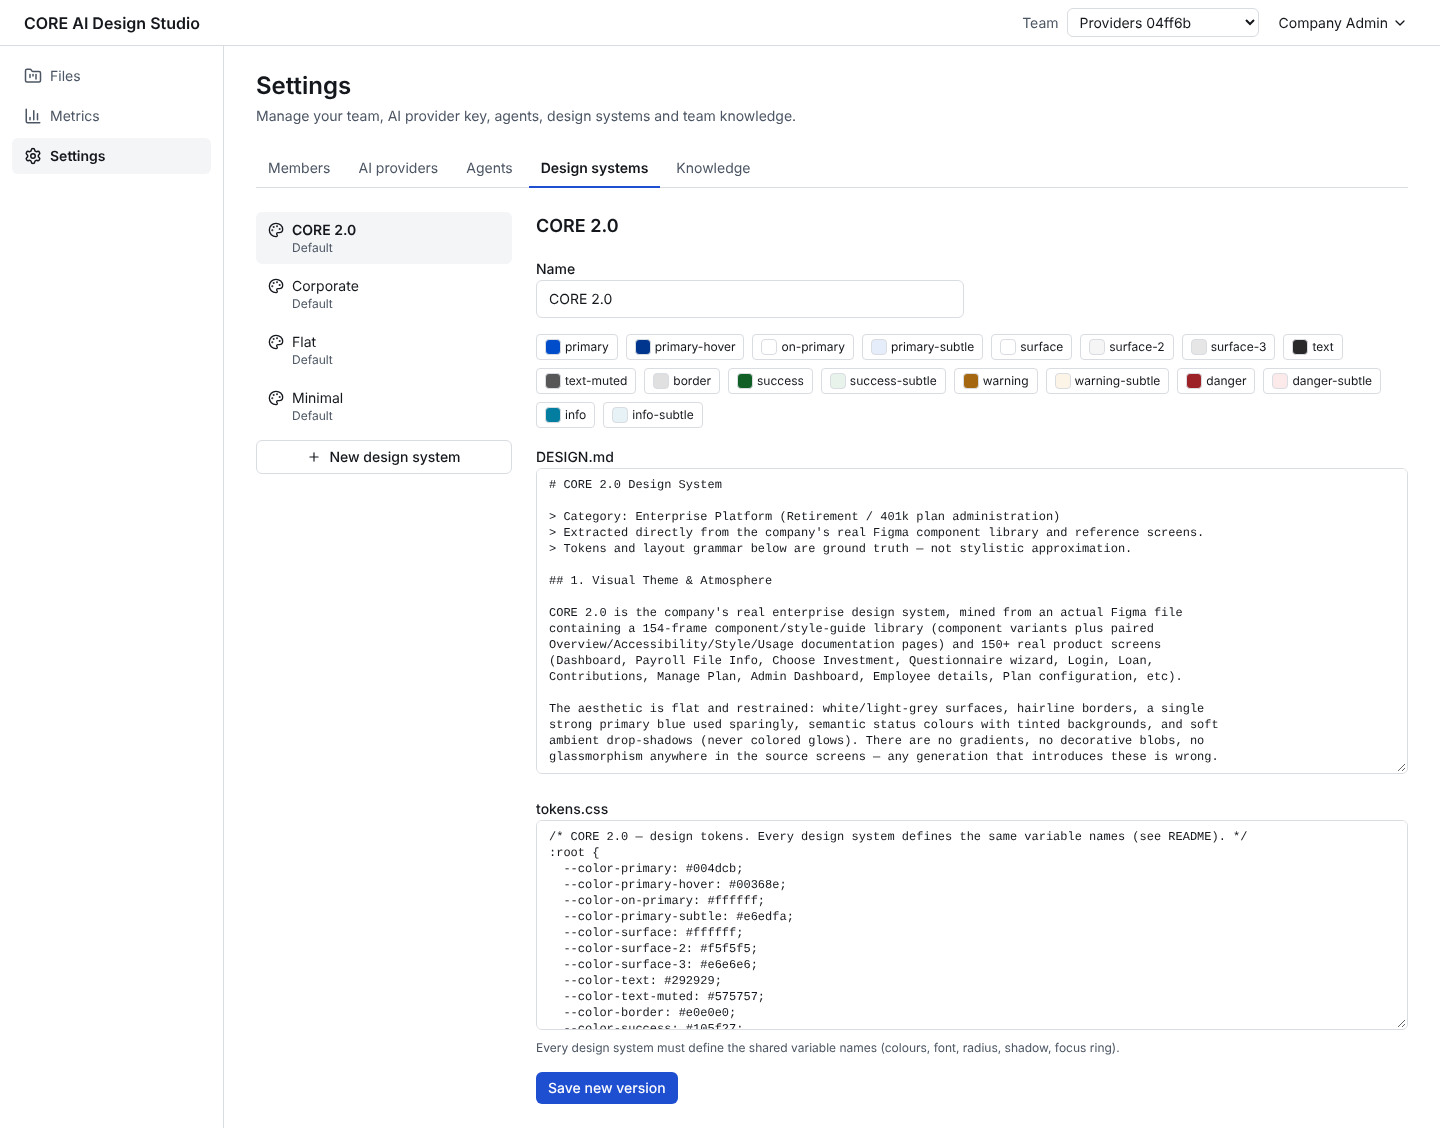 CORE AI Design Studio
Team
Providers 04ff6b
Company Admin
Files
Metrics
Settings
Settings
Manage your team, AI provider key, agents, design systems and team knowledge.
Members
AI providers
Agents
Design systems
Knowledge
CORE 2.0
Default
Corporate
Default
Flat
Default
Minimal
Default
+ New design system
CORE 2.0
Name
CORE 2.0
primary
primary-hover
on-primary
primary-subtle
surface
surface-2
surface-3
text
text-muted
border
success
success-subtle
warning
warning-subtle
danger
danger-subtle
info
info-subtle
DESIGN.md
# CORE 2.0 Design System
> Category: Enterprise Platform (Retirement / 401k plan administration)
> Extracted directly from the company's real Figma component library and reference screens.
> Tokens and layout grammar below are ground truth — not stylistic approximation.
## 1. Visual Theme & Atmosphere
CORE 2.0 is the company's real enterprise design system, mined from an actual Figma file
containing a 154-frame component/style-guide library (component variants plus paired
Overview/Accessibility/Style/Usage documentation pages) and 150+ real product screens
(Dashboard, Payroll File Info, Choose Investment, Questionnaire wizard, Login, Loan,
Contributions, Manage Plan, Admin Dashboard, Employee details, Plan configuration, etc).
The aesthetic is flat and restrained: white/light-grey surfaces, hairline borders, a single
strong primary blue used sparingly, semantic status colours with tinted backgrounds, and soft
ambient drop-shadows (never colored glows). There are no gradients, no decorative blobs, no
glassmorphism anywhere in the source screens — any generation that introduces these is wrong.
tokens.css
/* CORE 2.0 — design tokens. Every design system defines the same variable names (see README). */
:root {
--color-primary: #004dcb;
--color-primary-hover: #00368e;
--color-on-primary: #ffffff;
--color-primary-subtle: #e6edfa;
--color-surface: #ffffff;
--color-surface-2: #f5f5f5;
--color-surface-3: #e6e6e6;
--color-text: #292929;
--color-text-muted: #575757;
--color-border: #e0e0e0;
--color-success: #105f27;
Every design system must define the shared variable names (colours, font, radius, shadow, focus ring).
Save new version